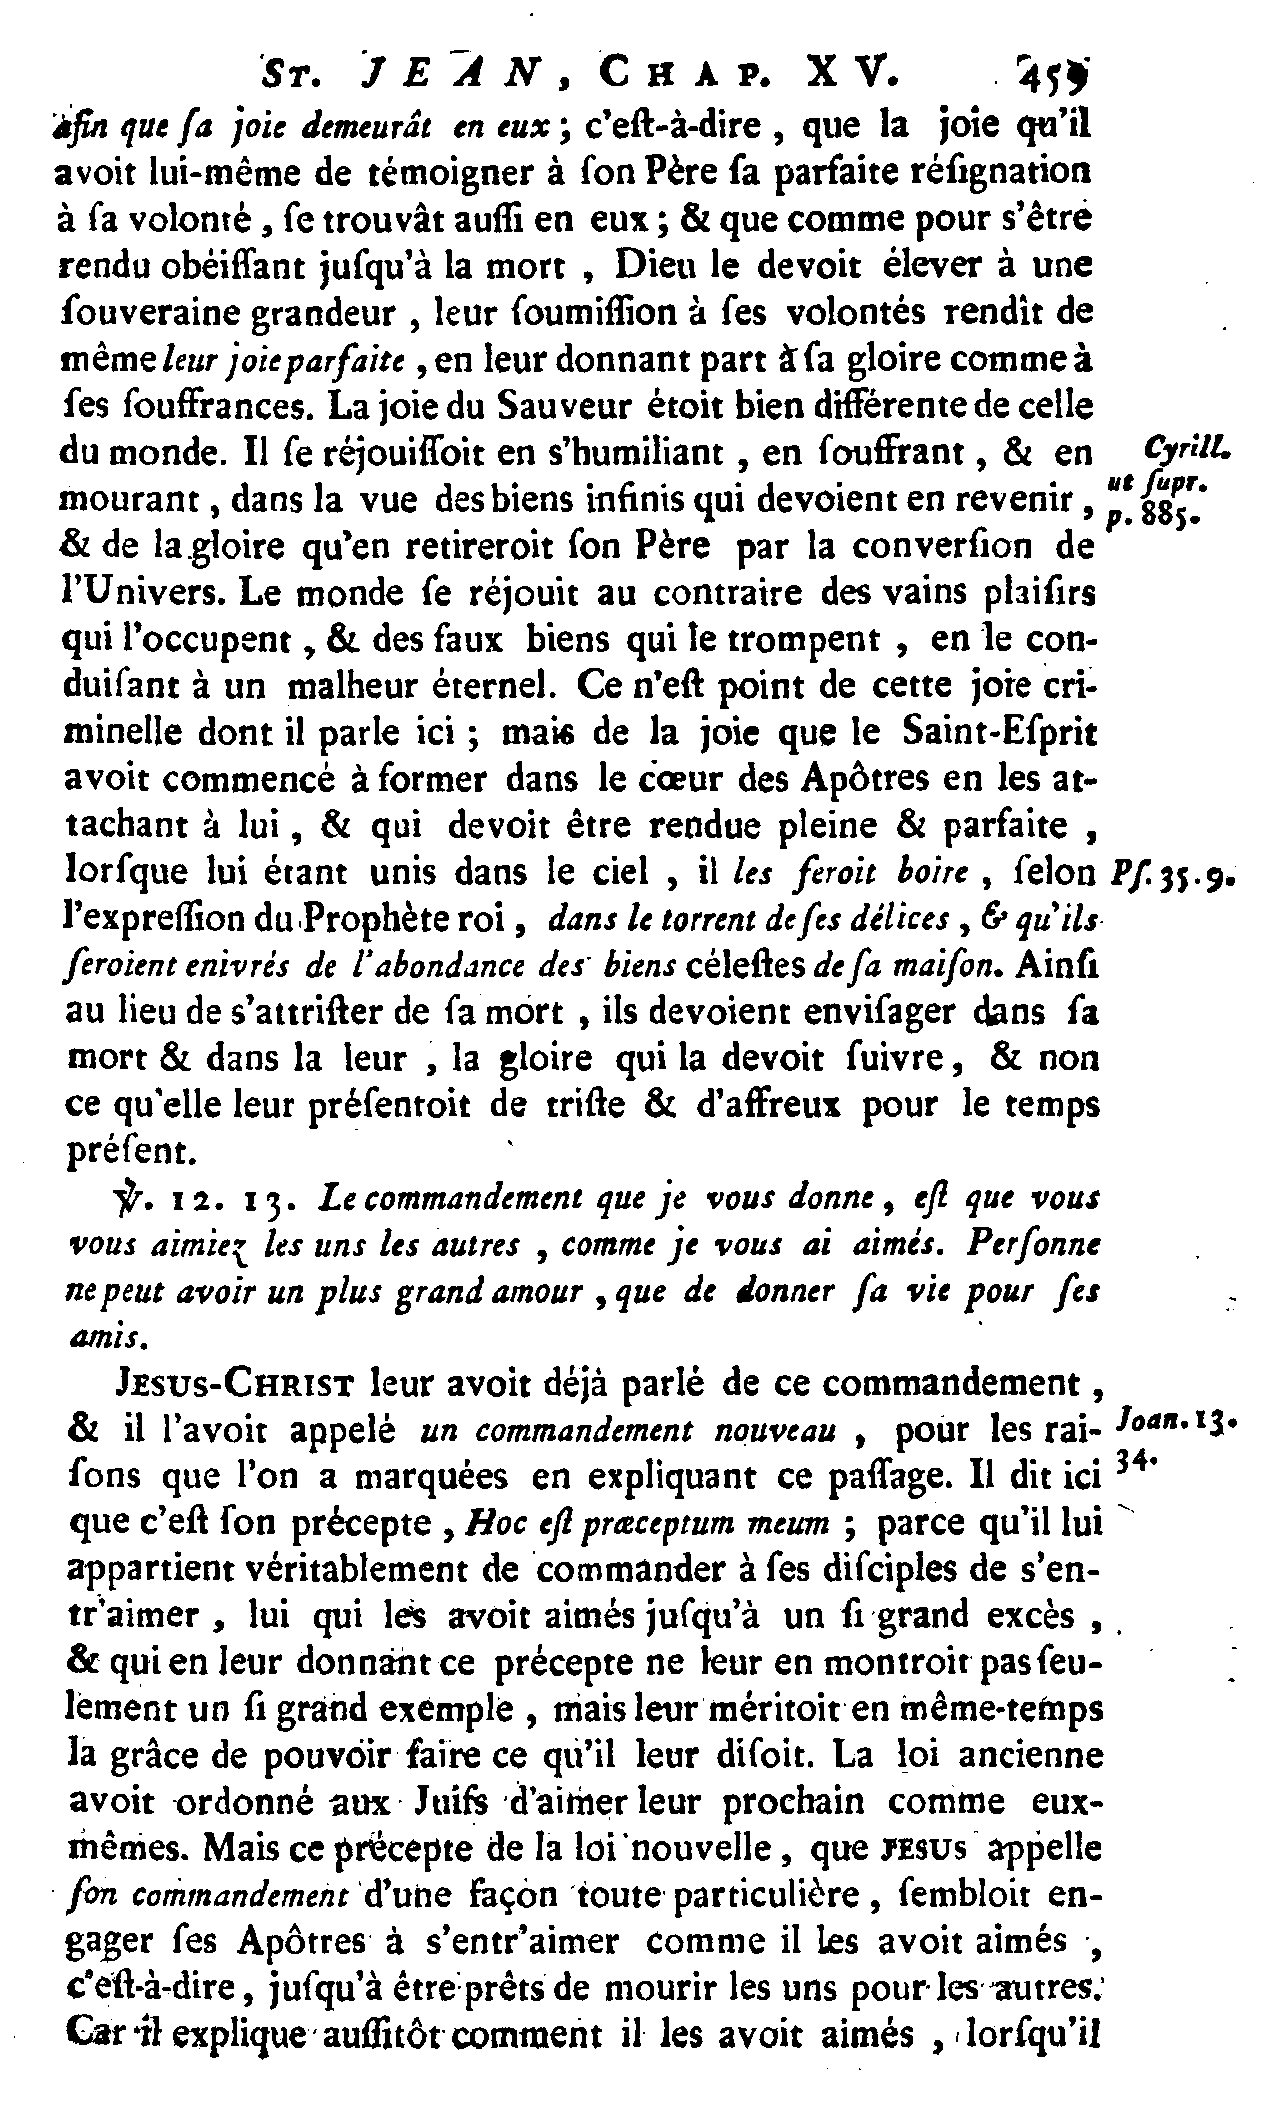 St. JEAN, Chap. XV. 459
afin que ſa joie demeurât en eux ; c'eſt-à-dire , que la joie qu'il
avoit lui-même de témoigner à ſon Père ſa parfaite réſignation
à ſa volonté , ſe trouvât auſſi en eux ; & que comme pour s'être
rendu obéiſſant juſqu'à la mort , Dieu le devoit élever à une
ſouveraine grandeur , leur ſoumiſſion à ſes volontés rendît de
même leur joie parfaite , en leur donnant part à ſa gloire comme à
ſes ſouffrances. La joie du Sauveur étoit bien différente de celle
du monde. Il ſe réjouiſſoit en s'humiliant , en ſouffrant , & en
Cyrill.
mourant , dans la vue des biens infinis qui devoient en revenir ,
ut ſupr.
p. 885.
& de la gloire qu'en retireroit ſon Père par la converſion de
l'Univers. Le monde ſe réjouit au contraire des vains plaiſirs
qui l'occupent , & des faux biens qui le trompent , en le con-
duiſant à un malheur éternel. Ce n'eſt point de cette joie cri-
minelle dont il parle ici ; mais de la joie que le Saint-Eſprit
avoit commencé à former dans le cœur des Apôtres en les at-
tachant à lui , & qui devoit être rendue pleine & parfaite ,
lorſque lui étant unis dans le ciel , il les feroit boire , ſelon
Pſ. 35. 9.
l'expreſſion du Prophète roi , dans le torrent de ſes délices , & qu'ils
ſeroient enivrés de l'abondance des biens céleſtes de ſa maiſon. Ainſi
au lieu de s'attriſter de ſa mort , ils devoient enviſager dans ſa
mort & dans la leur , la gloire qui la devoit ſuivre , & non
ce qu'elle leur préſentoit de triſte & d'affreux pour le temps
préſent.
℣. 12. 13. Le commandement que je vous donne , eſt que vous
vous aimiez les uns les autres , comme je vous ai aimés. Perſonne
ne peut avoir un plus grand amour , que de donner ſa vie pour ſes
amis.
Jesus-Christ leur avoit déjà parlé de ce commandement ,
& il l'avoit appelé un commandement nouveau , pour les rai-
Joan. 13.
34.
ſons que l'on a marquées en expliquant ce paſſage. Il dit ici
que c'eſt ſon précepte , Hoc eſt præceptum meum ; parce qu'il lui
appartient véritablement de commander à ſes diſciples de s'en-
tr'aimer , lui qui les avoit aimés juſqu'à un ſi grand excès ,
& qui en leur donnant ce précepte ne leur en montroit pas ſeu-
lement un ſi grand exemple , mais leur méritoit en même-temps
la grâce de pouvoir faire ce qu'il leur diſoit. La loi ancienne
avoit ordonné aux Juifs d'aimer leur prochain comme eux-
mêmes. Mais ce précepte de la loi nouvelle , que Jesus appelle
ſon commandement d'une façon toute particulière , ſembloit en-
gager ſes Apôtres à s'entr'aimer comme il les avoit aimés ,
c'eſt-à-dire , juſqu'à être prêts de mourir les uns pour les autres.
Car il explique auſſitôt comment il les avoit aimés , lorſqu'il